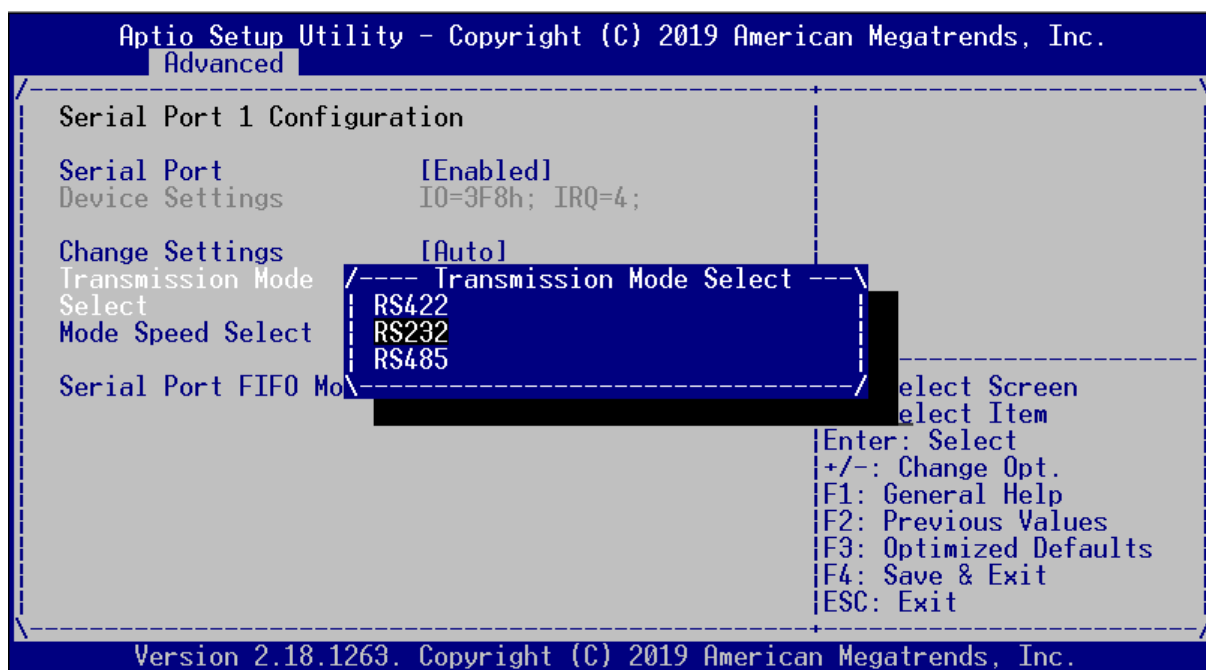 Aptio Setup Utility - Copyright (C) 2019 American Megatrends, Inc.
Advanced
Serial Port 1 Configuration
Serial Port [Enabled]
Device Settings IO=3F8h; IRQ=4;
Change Settings [Auto]
Transmission Mode
Select
Mode Speed Select
Serial Port FIFO Mo
Transmission Mode Select
RS422
RS232
RS485
elect Screen
elect Item
Enter: Select
+/-: Change Opt.
F1: General Help
F2: Previous Values
F3: Optimized Defaults
F4: Save & Exit
ESC: Exit
Version 2.18.1263. Copyright (C) 2019 American Megatrends, Inc.